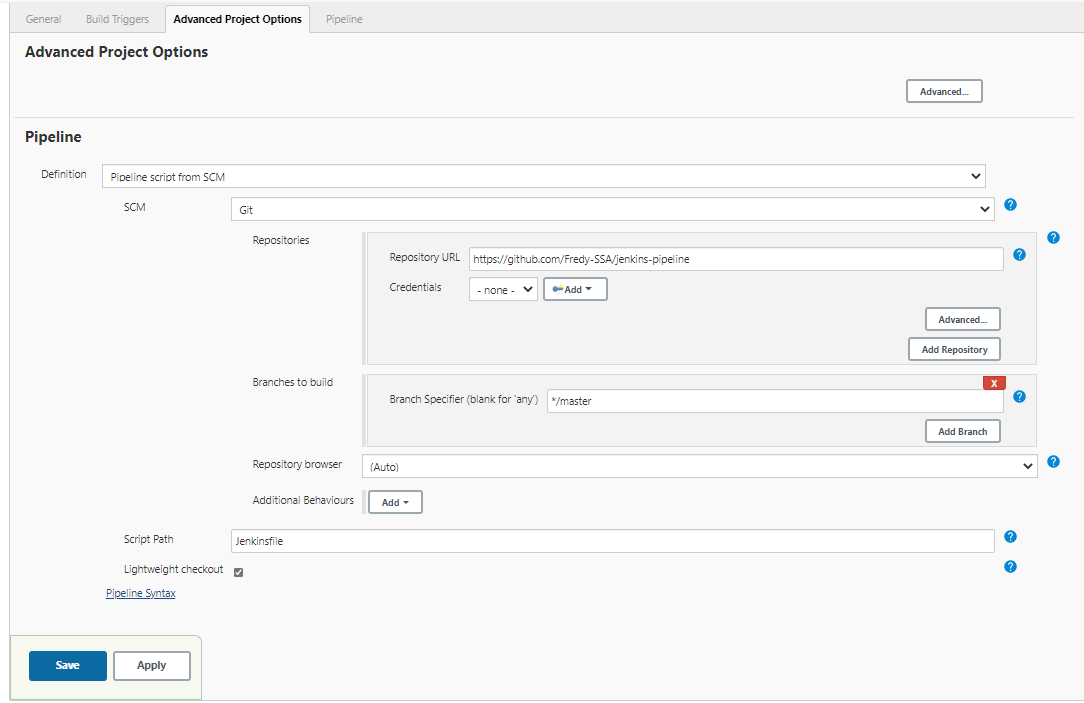 General Build Triggers Advanced Project Options Pipeline
Advanced Project Options
Advanced...
Pipeline
Definition Pipeline script from SCM
SCM Git ?
Repositories ?
Repository URL https://github.com/Fredy-SSA/jenkins-pipeline ?
Credentials - none - Add
Advanced...
Add Repository
Branches to build X
Branch Specifier (blank for 'any') */master ?
Add Branch
Repository browser (Auto) ?
Additional Behaviours Add
Script Path Jenkinsfile ?
Lightweight checkout ?
Pipeline Syntax
Save Apply